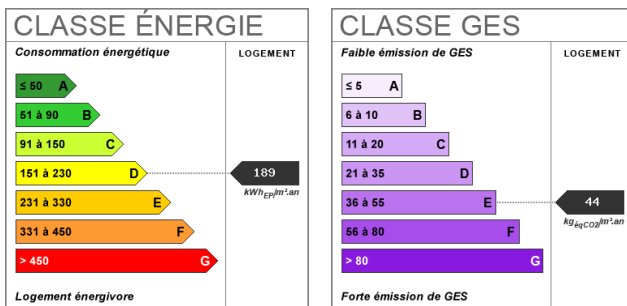 CLASSE ÉNERGIE
Consommation énergétique
LOGEMENT
≤ 50 A
51 à 90 B
91 à 150 C
151 à 230 D
189
kWhEP/m².an
231 à 330 E
331 à 450 F
> 450 G
Logement énergivore
CLASSE GES
Faible émission de GES
LOGEMENT
≤ 5 A
6 à 10 B
11 à 20 C
21 à 35 D
36 à 55 E
44
kgéqCO2/m².an
56 à 80 F
> 80 G
Forte émission de GES